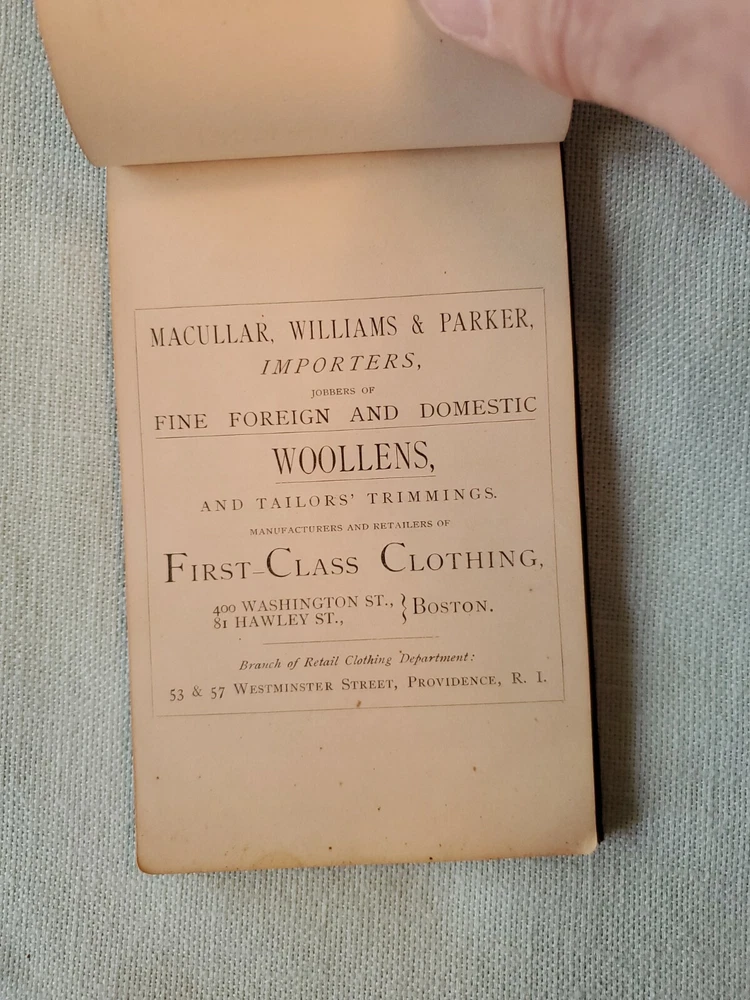 MACULLAR, WILLIAMS & PARKER,
IMPORTERS,
JOBBERS OF
FINE FOREIGN AND DOMESTIC
WOOLLENS,
AND TAILORS' TRIMMINGS.
MANUFACTURERS AND RETAILERS OF
FIRST-CLASS CLOTHING,
400 WASHINGTON ST.,
81 HAWLEY ST., } BOSTON.
Branch of Retail Clothing Department:
53 & 57 WESTMINSTER STREET, PROVIDENCE, R. I.